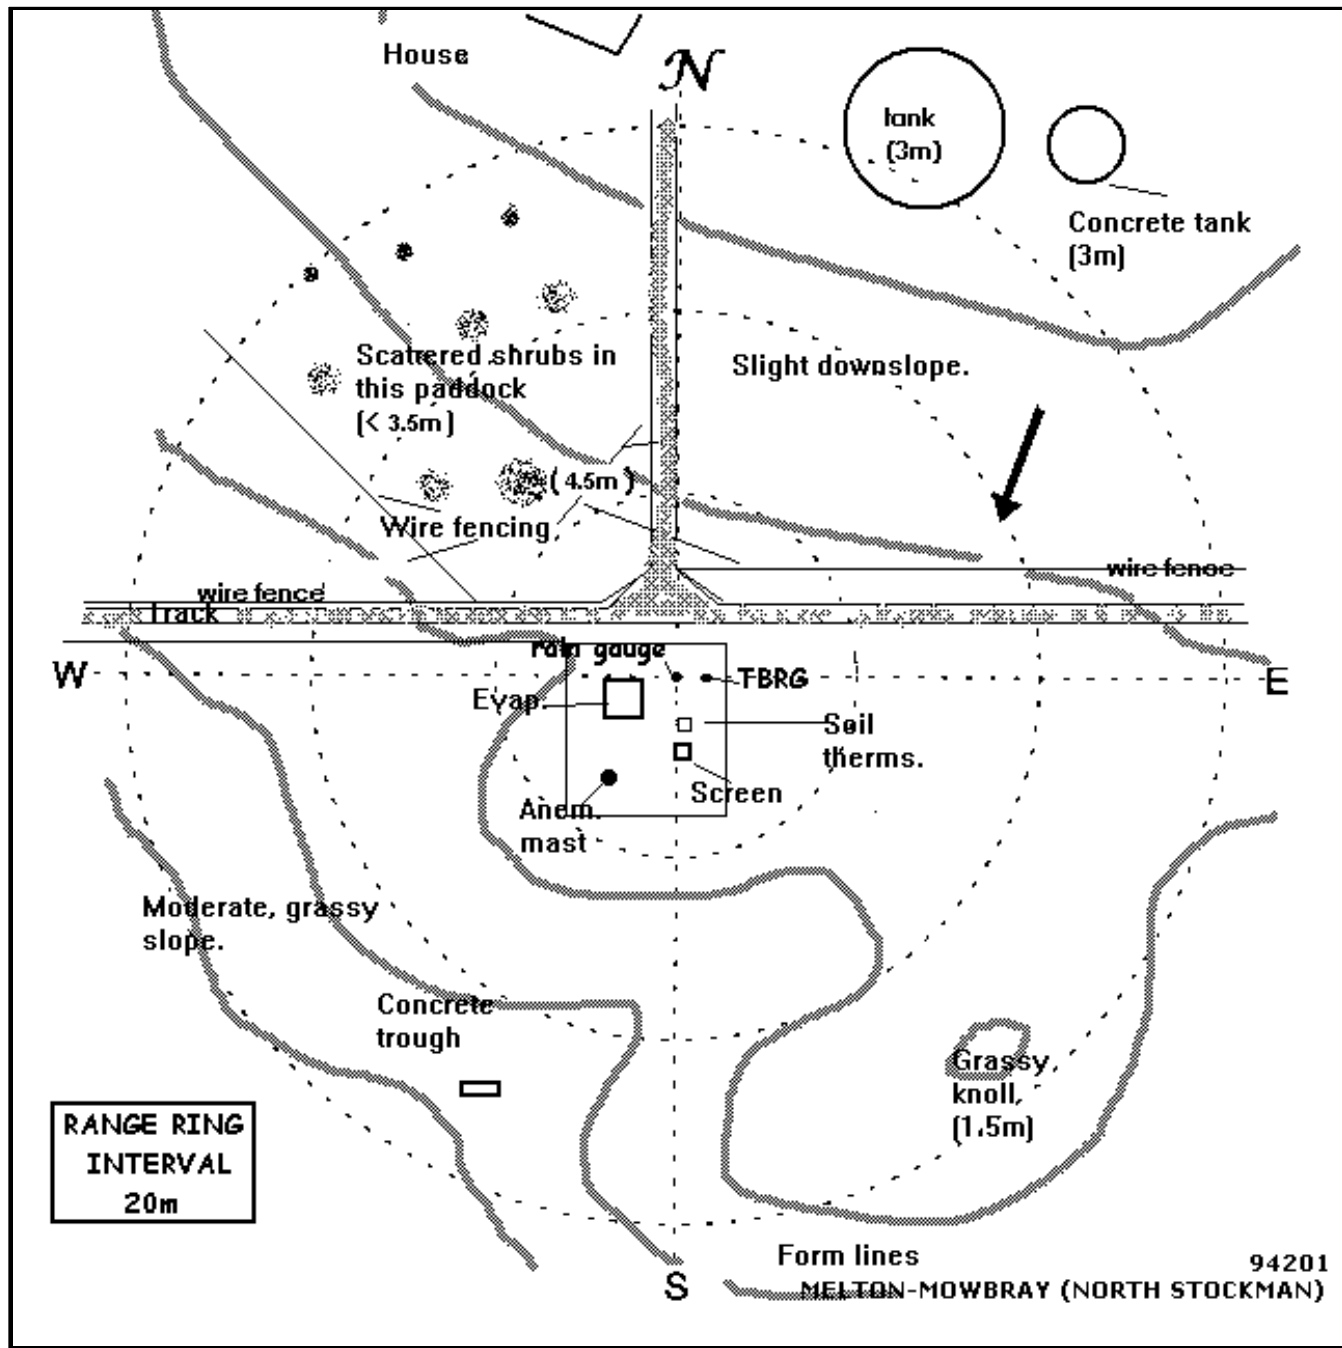 House
N
tank
(3m)
Concrete tank
(3m)
Scattered shrubs in
this paddock
(< 3.5m)
Slight downslope.
(4.5m)
Wire fencing
wire fence
wire fence
Track
W
rain gauge
TBRG
E
Evap.
Soil
therms.
Screen
Anem.
mast
Moderate, grassy
slope.
Concrete
trough
Grassy
knoll,
(1.5m)
RANGE RING
INTERVAL
20m
S
Form lines
94201
MELTON-MOWBRAY (NORTH STOCKMAN)